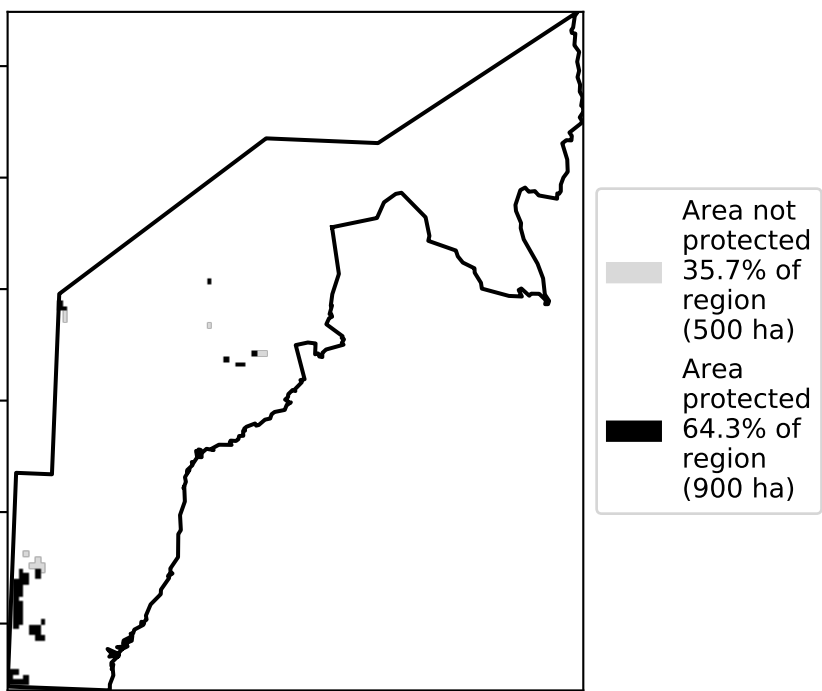 Area not
protected
35.7% of
region
(500 ha)
Area
protected
64.3% of
region
(900 ha)